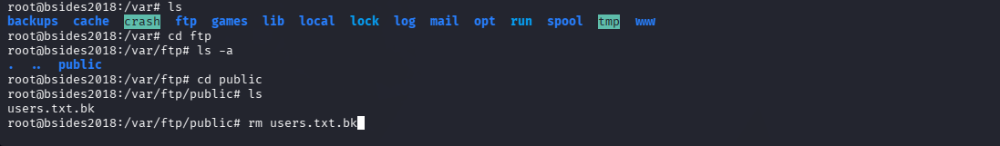 root@bsides2018:/var# ls
backups  cache  crash  ftp  games  lib  local  lock  log  mail  opt  run  spool  tmp  www
root@bsides2018:/var# cd ftp
root@bsides2018:/var/ftp# ls -a
.  ..  public
root@bsides2018:/var/ftp# cd public
root@bsides2018:/var/ftp/public# ls
users.txt.bk
root@bsides2018:/var/ftp/public# rm users.txt.bk